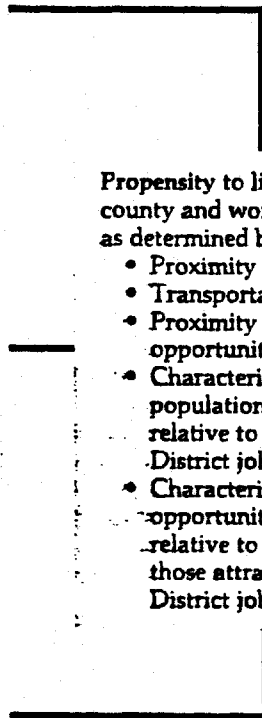 Propensity to li
county and wo
as determined b
• Proximity
• Transporta
• Proximity
opportunit
• Characteri
population
relative to
District jol
• Characteri
opportunit
relative to
those attra
District jol